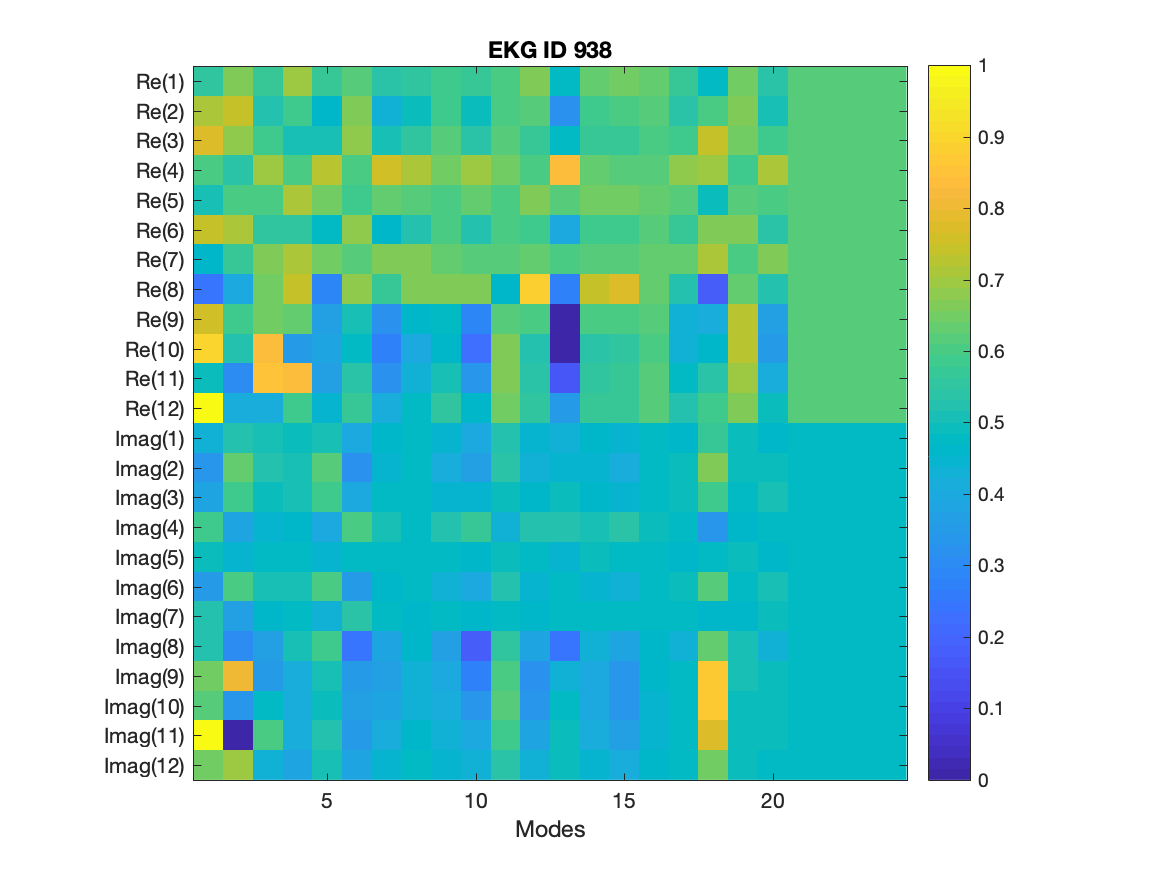 EKG ID 938
Re(1)
Re(2)
Re(3)
Re(4)
Re(5)
Re(6)
Re(7)
Re(8)
Re(9)
Re(10)
Re(11)
Re(12)
Imag(1)
Imag(2)
Imag(3)
Imag(4)
Imag(5)
Imag(6)
Imag(7)
Imag(8)
Imag(9)
Imag(10)
Imag(11)
Imag(12)
5 10 15 20
Modes
1
0.9
0.8
0.7
0.6
0.5
0.4
0.3
0.2
0.1
0